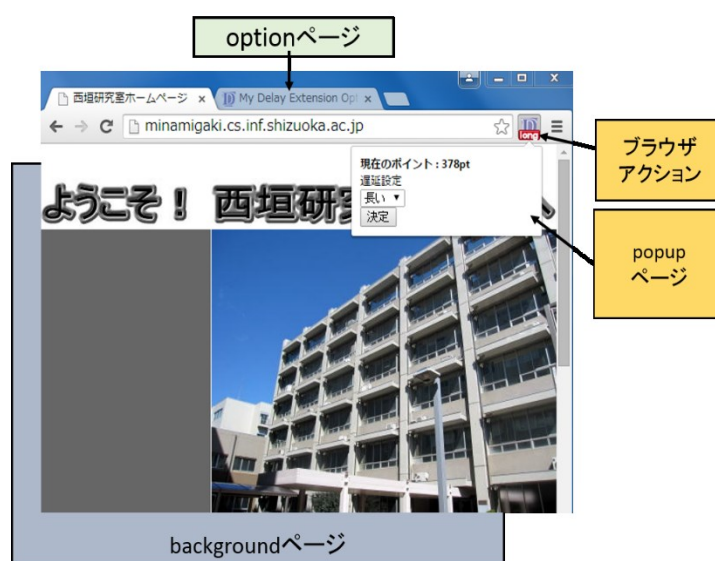 optionページ
西垣研究室ホームページ
My Delay Extension Opt
minamigaki.cs.inf.shizuoka.ac.jp
long
ブラウザ
アクション
現在のポイント : 378pt
遅延設定
長い
決定
ようこそ! 西垣研究
popup
ページ
backgroundページ